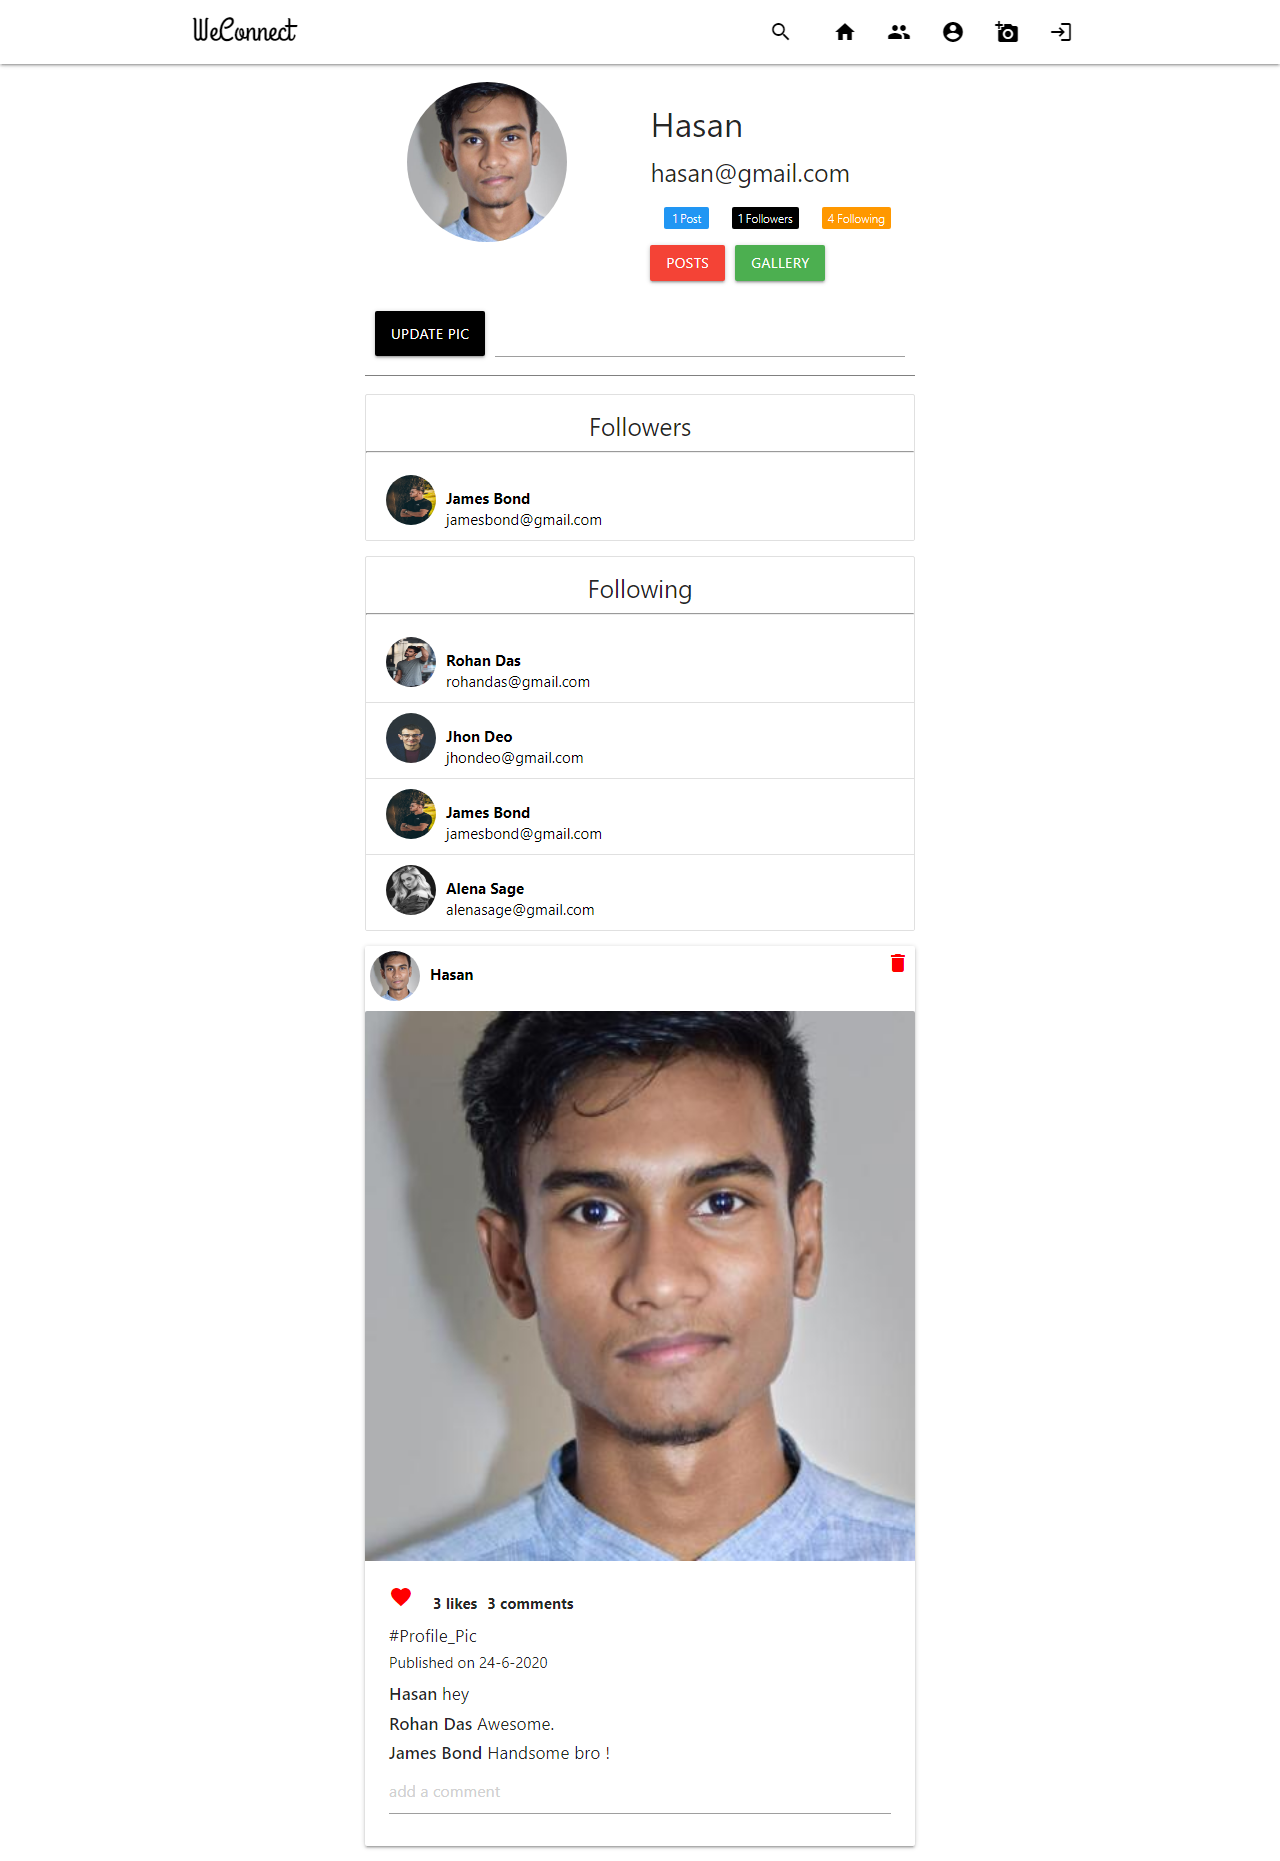 WeConnect
Hasan
hasan@gmail.com
1 Post 1 Followers 4 Following
POSTS GALLERY
UPDATE PIC
Followers
James Bond
jamesbond@gmail.com
Following
Rohan Das
rohandas@gmail.com
Jhon Deo
jhondeo@gmail.com
James Bond
jamesbond@gmail.com
Alena Sage
alenasage@gmail.com
Hasan
3 likes 3 comments
#Profile_Pic
Published on 24-6-2020
Hasan hey
Rohan Das Awesome.
James Bond Handsome bro !
add a comment